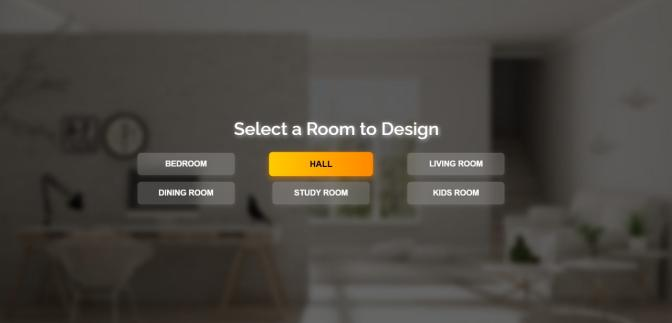 Select a Room to Design
BEDROOM
HALL
LIVING ROOM
DINING ROOM
STUDY ROOM
KIDS ROOM